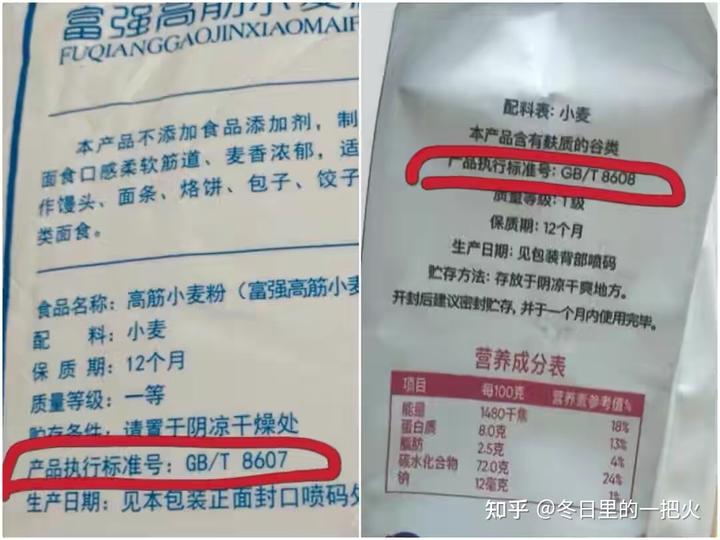 富强高筋小麦
FUQIANGGAOJINXIAOMAIF
本产品不添加食品添加剂，制
面食口感柔软筋道、麦香浓郁，适
作馒头、面条、烙饼、包子、饺子
类面食。
食品名称：高筋小麦粉（富强高筋小麦
配 料：小麦
保 质 期：12个月
质量等级：一等
贮存条件：请置于阴凉干燥处
产品执行标准号：GB/T 8607
生产日期：见本包装正面封口喷码处
配料表：小麦
本产品含有麸质的谷类
产品执行标准号：GB/T 8608
质量等级：1级
保质期：12个月
生产日期：见包装背部喷码
贮存方法：存放于阴凉干爽地方。
开封后建议密封贮存，并于一个月内使用完毕。
营养成分表
项目 每100克 营养素参考值%
能量 1480千焦 18%
蛋白质 8.0克 13%
脂肪 2.5克 4%
碳水化合物 72.0克 24%
钠 12毫克 1%
知乎 @冬日里的一把火